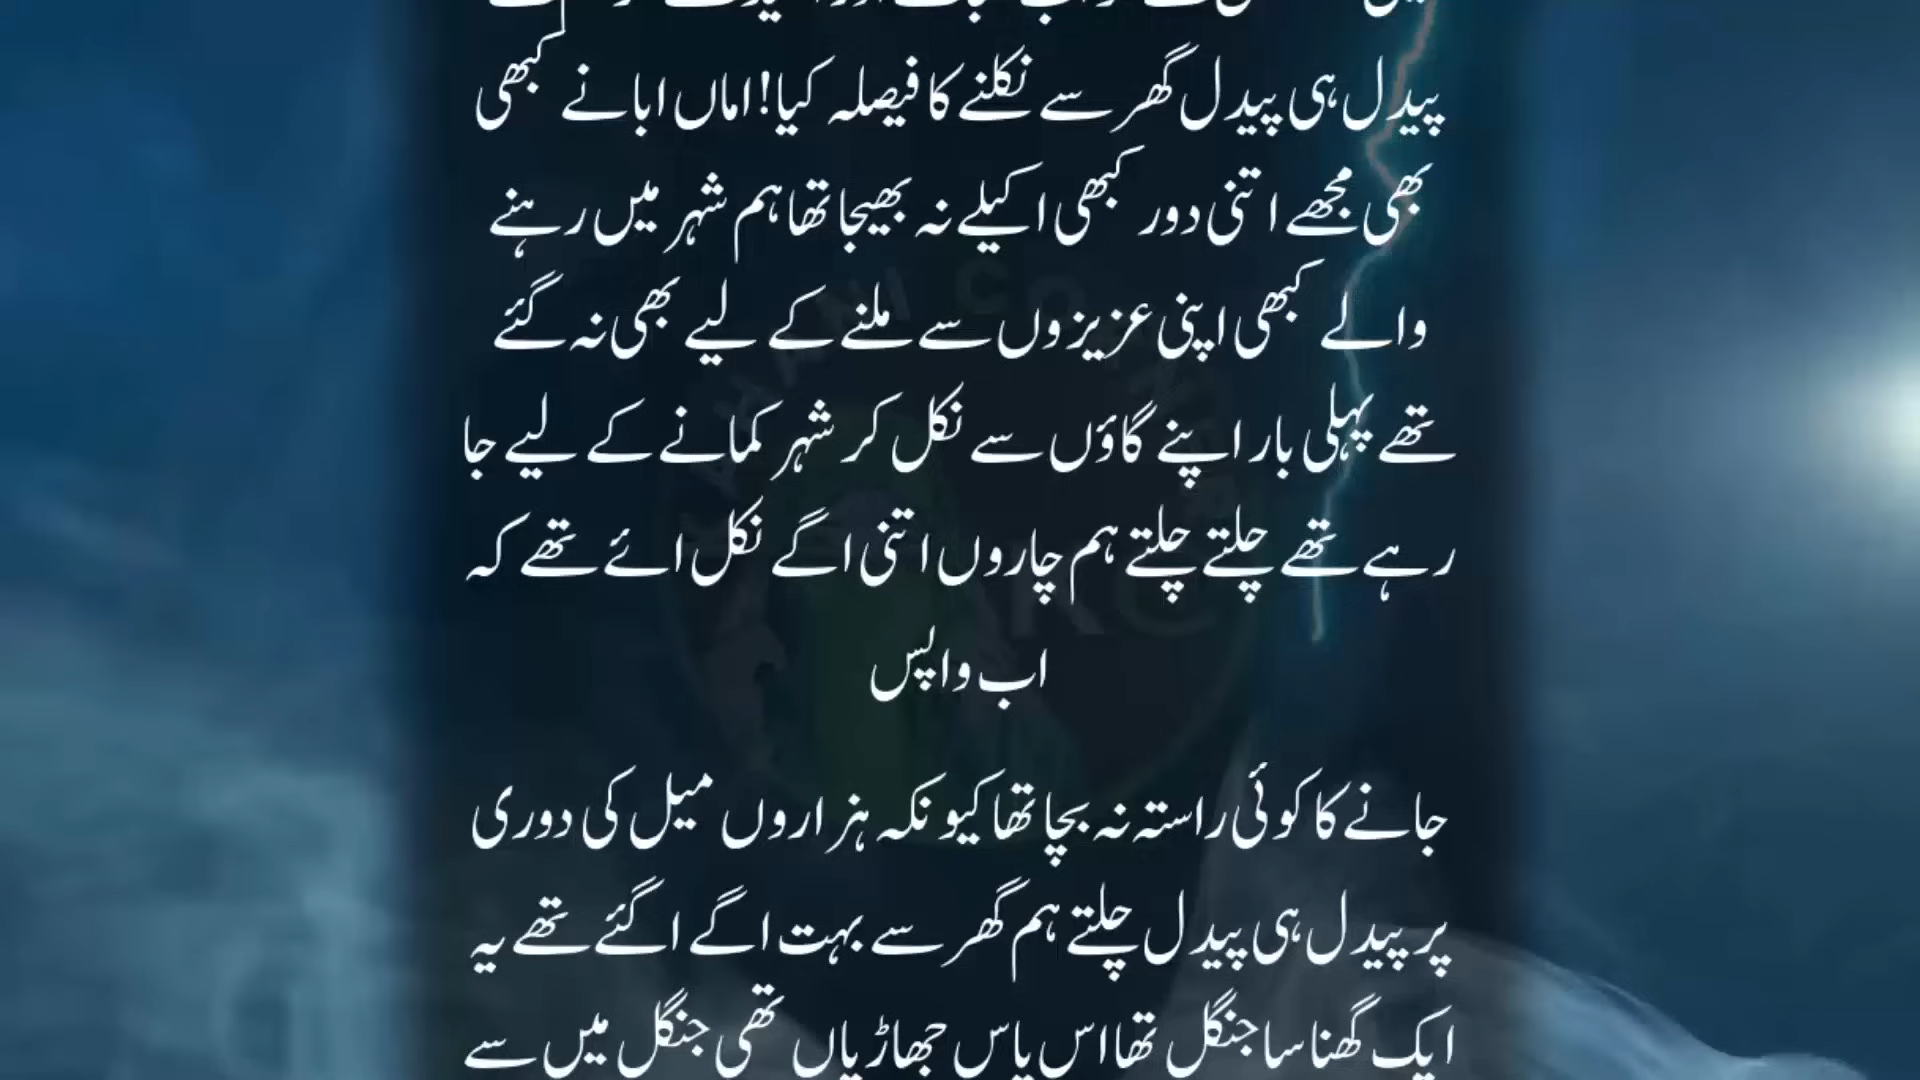 پیدل ہی پیدل گھر سے نکلنے کا فیصلہ کیا! اماں ابا نے کبھی
بھی مجھے اتنی دور کبھی اکیلے نہ بھیجا تھا ہم شہر میں رہنے
والے کبھی اپنی عزیزوں سے ملنے کے لیے بھی نہ گئے
تھے پہلی بار اپنے گاؤں سے نکل کر شہر کمانے کے لیے جا
رہے تھے چلتے چلتے ہم چاروں اتنی اگے نکل ائے تھے کہ
اب واپس
جانے کا کوئی راستہ نہ بچا تھا کیونکہ ہزاروں میل کی دوری
پر پیدل ہی پیدل چلتے ہم گھر سے بہت اگے اگئے تھے یہ
ایک گھنا سا جنگل تھا اس پاس جھاڑیاں تھی جنگل میں سے